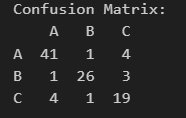 Confusion Matrix:
A B C
A 41 1 4
B 1 26 3
C 4 1 19